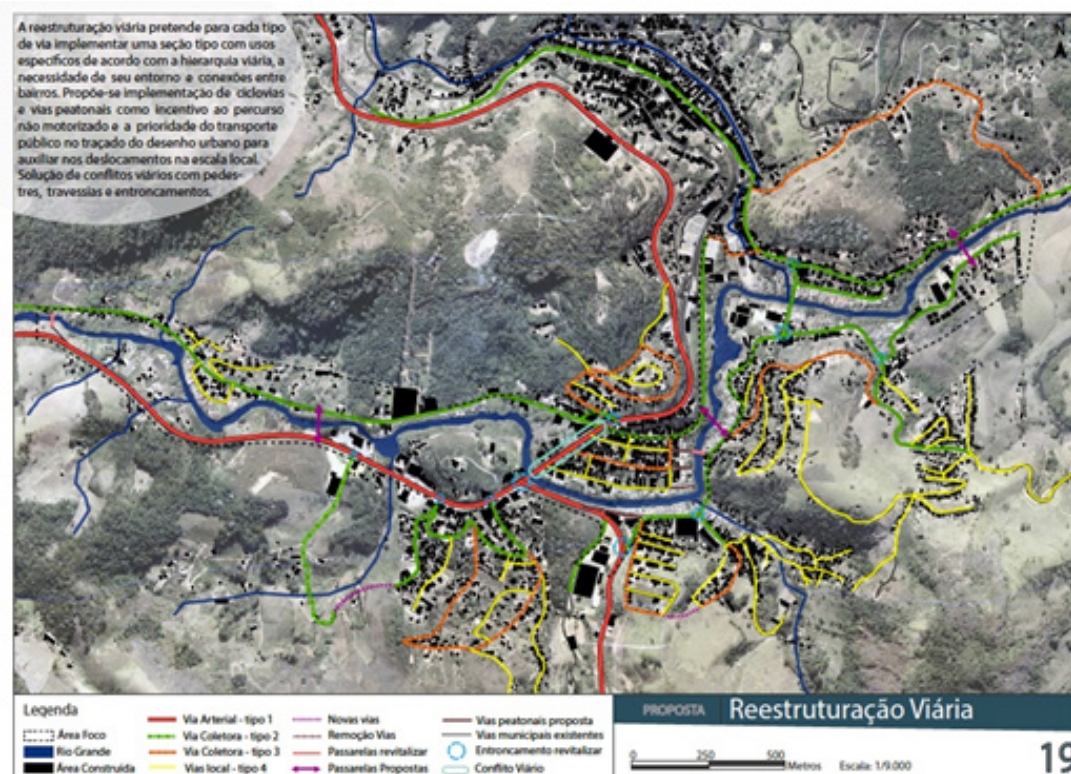 A reestruturação viária pretende para cada tipo
de via implementar uma seção tipo com usos
específicos de acordo com a hierarquia viária, a
necessidade de seu entorno e conexões entre
bairros. Propõe-se implementação de ciclovias
e vias peatonais como incentivo ao percurso
não motorizado e a prioridade do transporte
público no traçado do desenho urbano para
auxiliar nos deslocamentos na escala local.
Solução de conflitos viários com pedes-
tres, travessias e entroncamentos.
N
Legenda
Área Foco
Rio Grande
Área Construida
Via Arterial - tipo 1
Via Coletora - tipo 2
Via Coletora - tipo 3
Vias local - tipo 4
Novas vias
Remoção Vias
Passarelas revitalizar
Passarelas Propostas
Vias peatonais proposta
Vias municipais existentes
Entroncamento revitalizar
Conflito Viário
PROPOSTA Reestruturação Viária
0 250 500
Metros Escala: 1/9.000
19